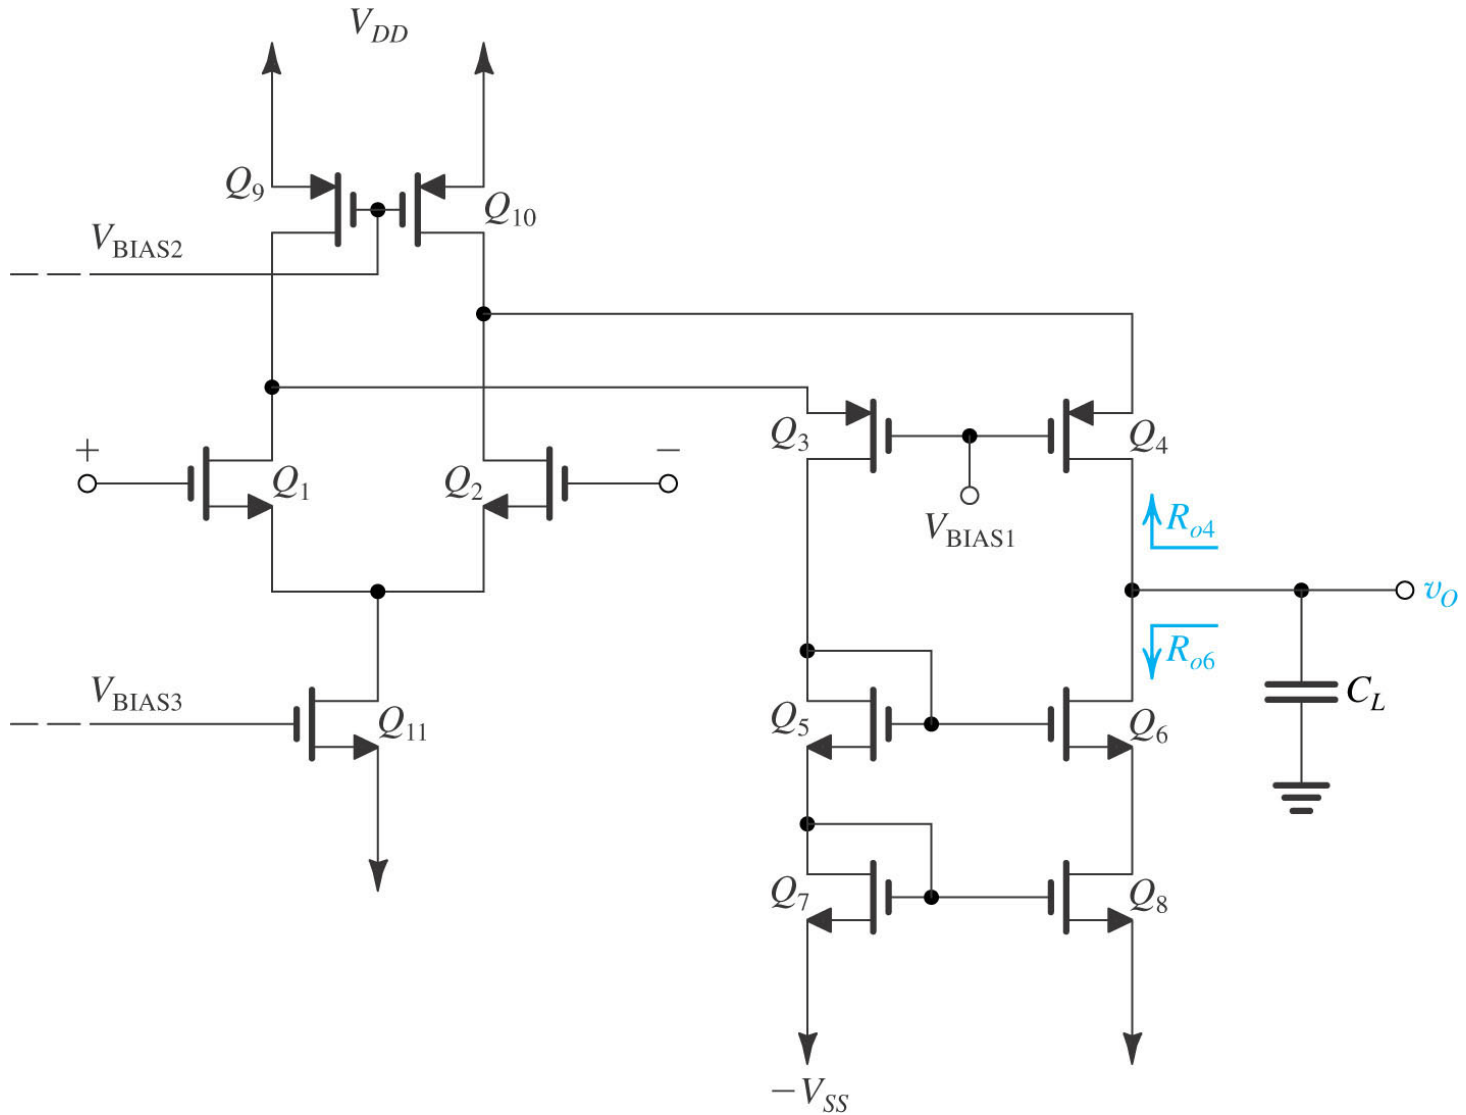 V_DD
Q_9
Q_10
V_BIAS2
Q_3
Q_4
+
Q_1
Q_2
−
R_o4
V_BIAS1
v_O
R_o6
V_BIAS3
C_L
Q_11
Q_5
Q_6
Q_7
Q_8
−V_SS